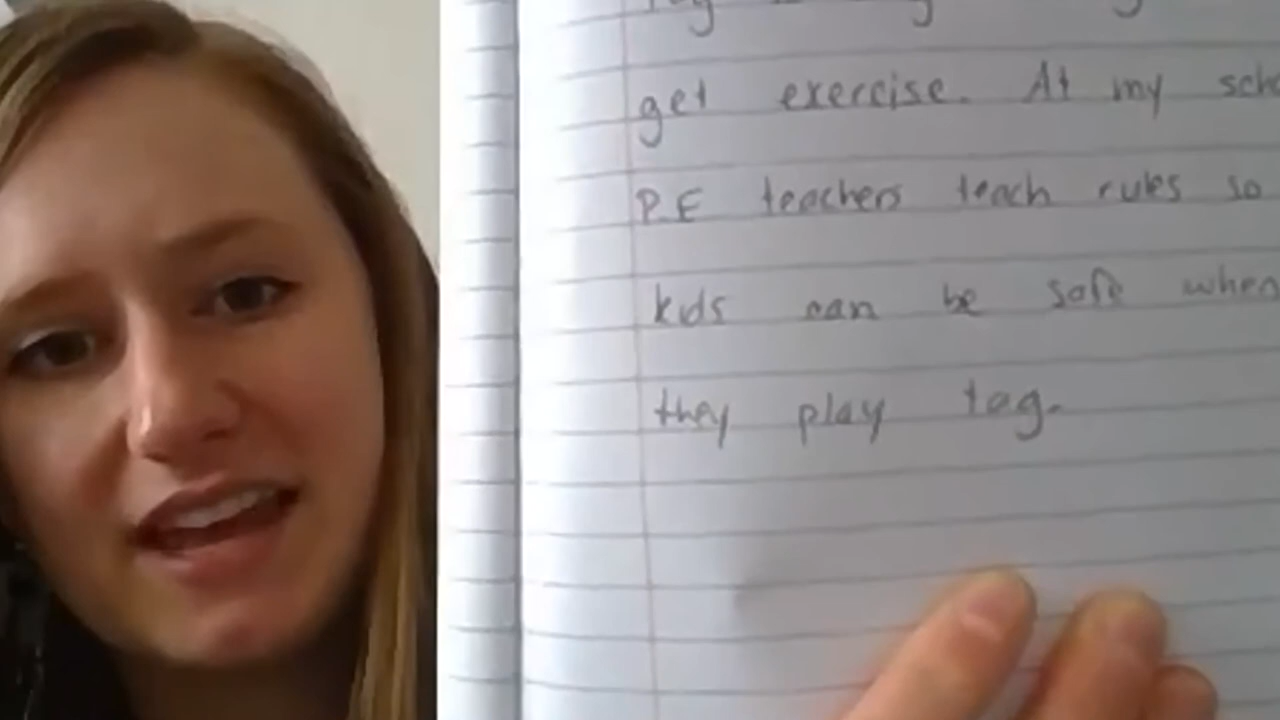 get exercise. At my
P.E teachers teach rules so
kids can be safe when
they play tag.